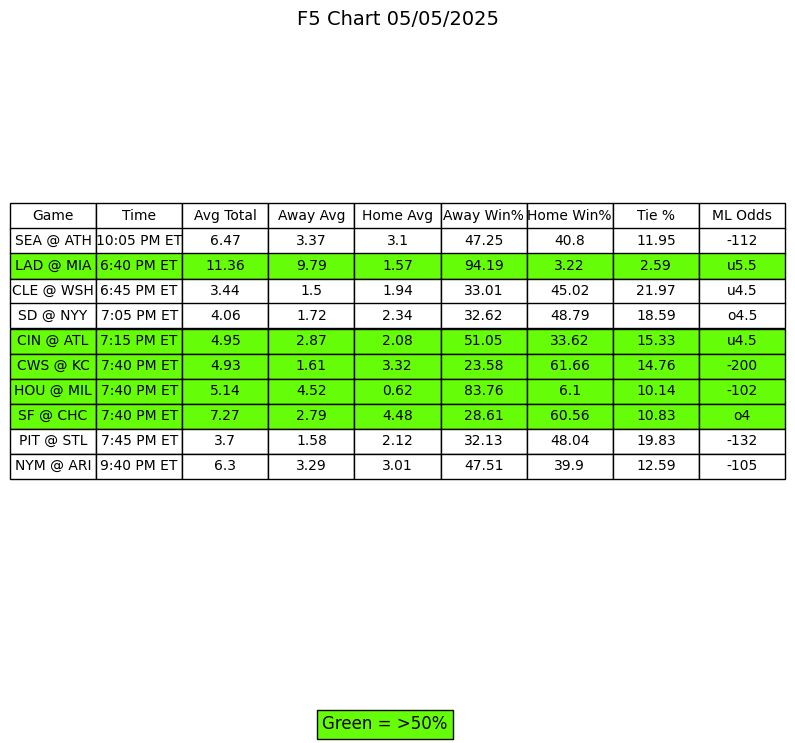 F5 Chart 05/05/2025
Game Time Avg Total Away Avg Home Avg Away Win% Home Win% Tie % ML Odds
SEA @ ATH 10:05 PM ET 6.47 3.37 3.1 47.25 40.8 11.95 -112
LAD @ MIA 6:40 PM ET 11.36 9.79 1.57 94.19 3.22 2.59 u5.5
CLE @ WSH 6:45 PM ET 3.44 1.5 1.94 33.01 45.02 21.97 u4.5
SD @ NYY 7:05 PM ET 4.06 1.72 2.34 32.62 48.79 18.59 o4.5
CIN @ ATL 7:15 PM ET 4.95 2.87 2.08 51.05 33.62 15.33 u4.5
CWS @ KC 7:40 PM ET 4.93 1.61 3.32 23.58 61.66 14.76 -200
HOU @ MIL 7:40 PM ET 5.14 4.52 0.62 83.76 6.1 10.14 -102
SF @ CHC 7:40 PM ET 7.27 2.79 4.48 28.61 60.56 10.83 o4
PIT @ STL 7:45 PM ET 3.7 1.58 2.12 32.13 48.04 19.83 -132
NYM @ ARI 9:40 PM ET 6.3 3.29 3.01 47.51 39.9 12.59 -105
Green = >50%